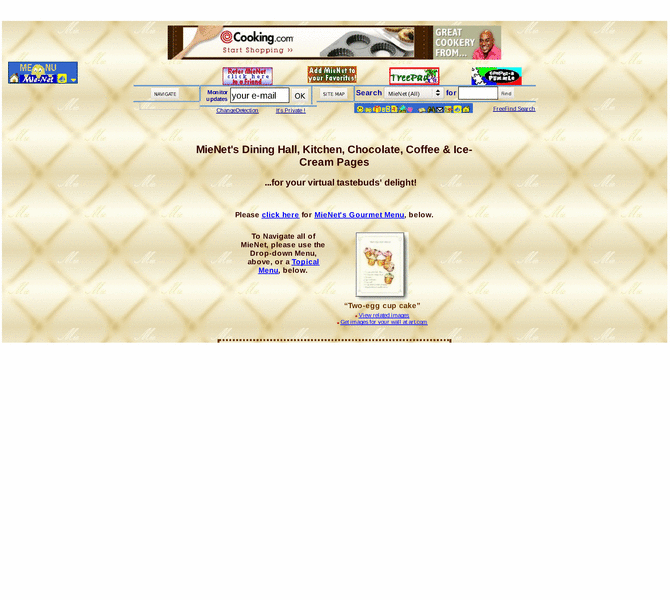 Cooking.com
Start Shopping >>
GREAT
COOKERY
FROM...
MENU
MieNet
Refer MieNet
click here
to a Friend
Add MieNet to
your Favorites!
NAVIGATE
Monitor
updates
your e-mail
OK
SITE MAP
Search
MieNet (All)
for
find
ChangeDetection
It's Private !
FreeFind Search
MieNet's Dining Hall, Kitchen, Chocolate, Coffee & Ice-
Cream Pages
...for your virtual tastebuds' delight!
Please click here for MieNet's Gourmet Menu, below.
To Navigate all of
MieNet, please use the
Drop-down Menu,
above, or a Topical
Menu, below.
“Two-egg cup cake”
View related images
Get images for your wall at art.com